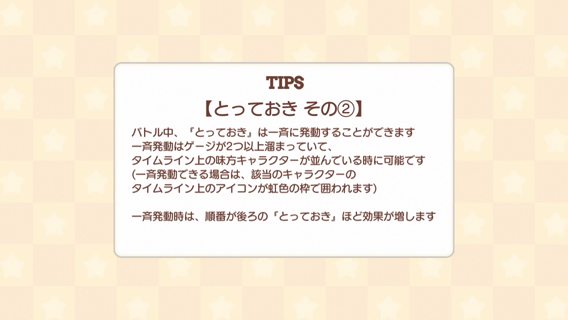 TIPS
【とっておき その②】
バトル中、『とっておき』は一斉に発動することができます
一斉発動はゲージが2つ以上溜まっていて、
タイムライン上の味方キャラクターが並んでいる時に可能です
(一斉発動できる場合は、該当のキャラクターの
タイムライン上のアイコンが虹色の枠で囲われます)
一斉発動時は、順番が後ろの『とっておき』ほど効果が増します